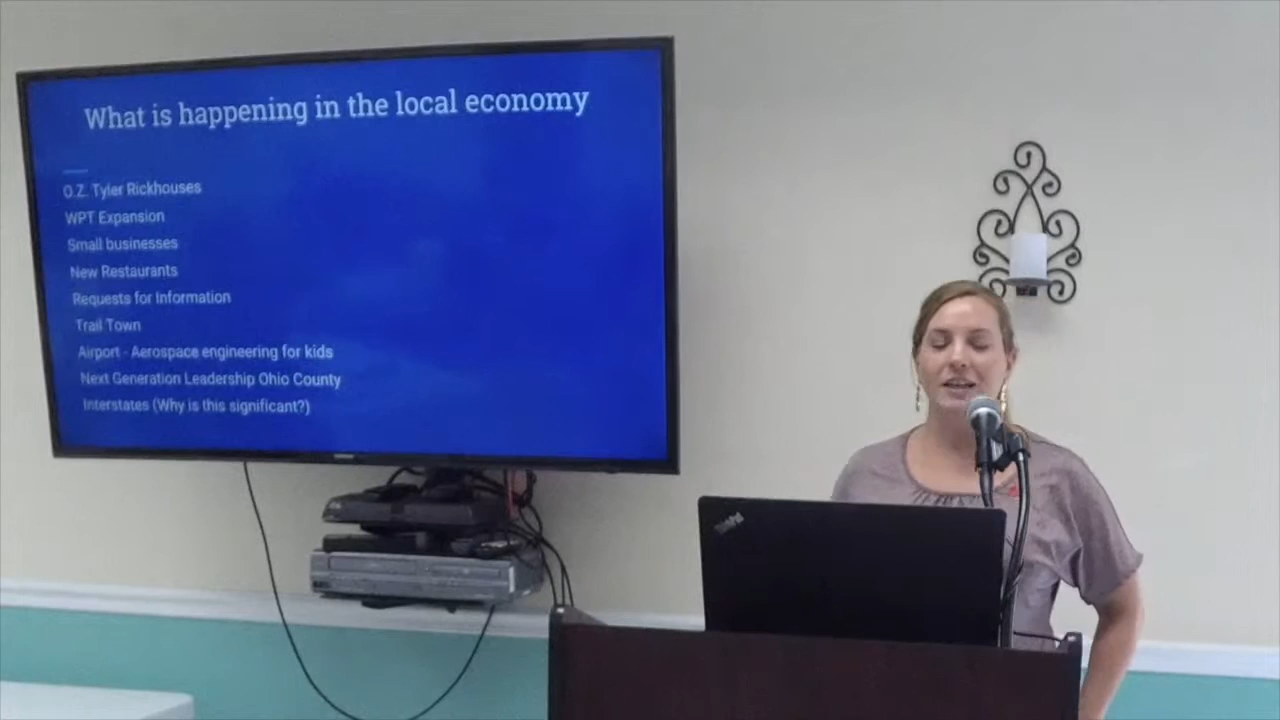 What is happening in the local economy
O.Z. Tyler Rickhouses
WPT Expansion
Small businesses
New Restaurants
Requests for Information
Trail Town
Airport - Aerospace engineering for kids
Next Generation Leadership Ohio County
Interstates (Why is this significant?)
ThinkPad